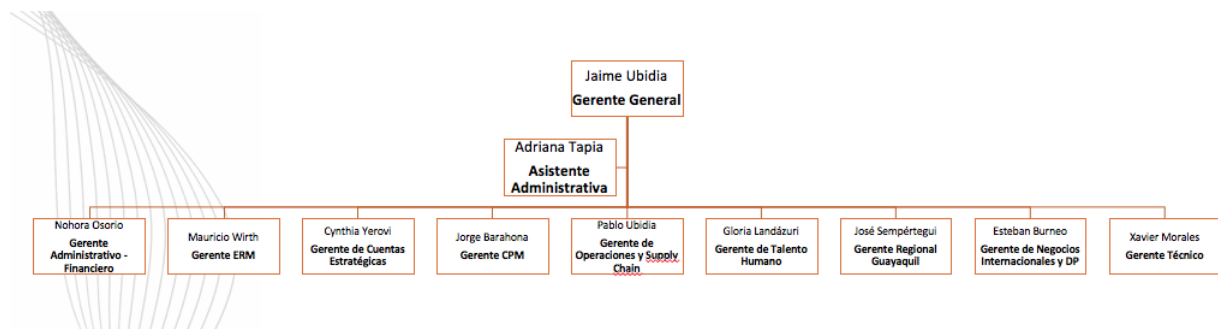 Jaime Ubidia
Gerente General
Adriana Tapia
Asistente
Administrativa
Nohora Osorio
Gerente
Administrativo -
Financiero
Mauricio Wirth
Gerente ERM
Cynthia Yerovi
Gerente de Cuentas
Estratégicas
Jorge Barahona
Gerente CPM
Pablo Ubidia
Gerente de
Operaciones y Supply
Chain
Gloria Landázuri
Gerente de Talento
Humano
José Sempértegui
Gerente Regional
Guayaquil
Esteban Burneo
Gerente de Negocios
Internacionales y DP
Xavier Morales
Gerente Técnico